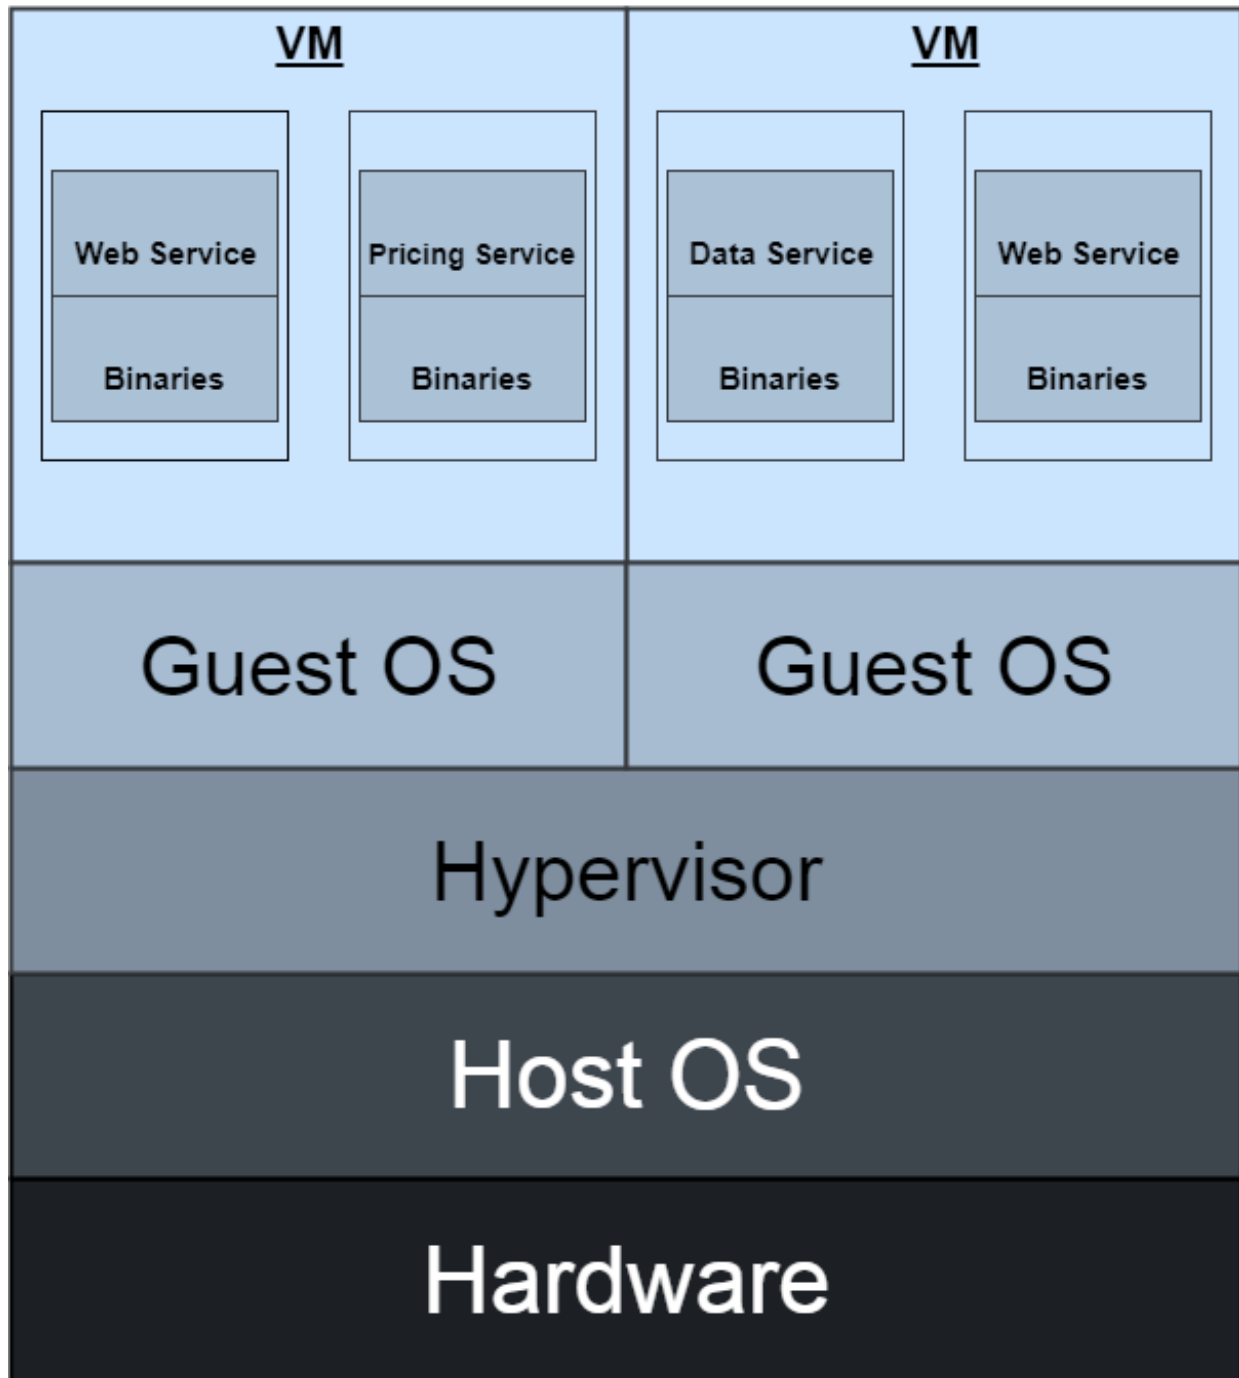 VM
VM
Web Service
Pricing Service
Data Service
Web Service
Binaries
Binaries
Binaries
Binaries
Guest OS
Guest OS
Hypervisor
Host OS
Hardware